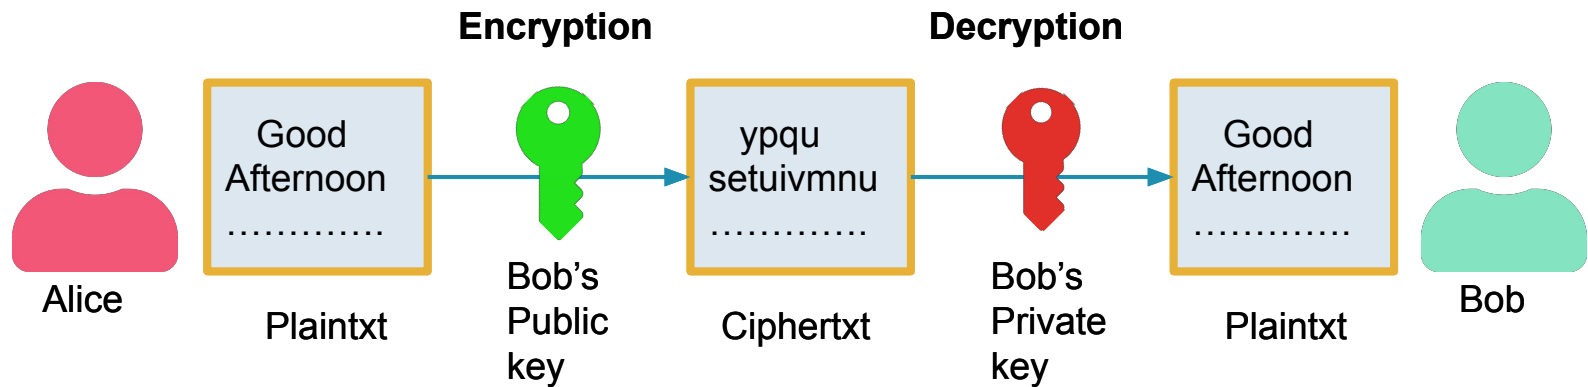 Encryption
Decryption
Good
Afternoon
.............
ypqu
setuivmnu
.............
Good
Afternoon
.............
Alice
Plaintxt
Bob’s
Public
key
Ciphertxt
Bob’s
Private
key
Plaintxt
Bob